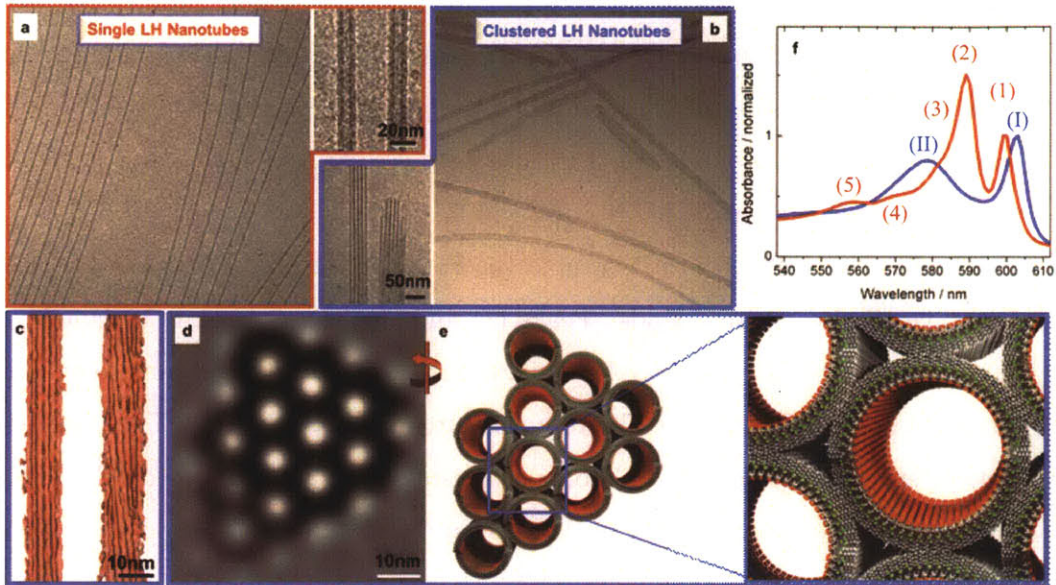 a
Single LH Nanotubes
20nm
Clustered LH Nanotubes
b
50nm
f
(2)
(3)
(1)
(I)
(II)
(5)
(4)
1
0
Absorbance / normalized
540 550 560 570 580 590 600 610
Wavelength / nm
c
10nm
d
10nm
e